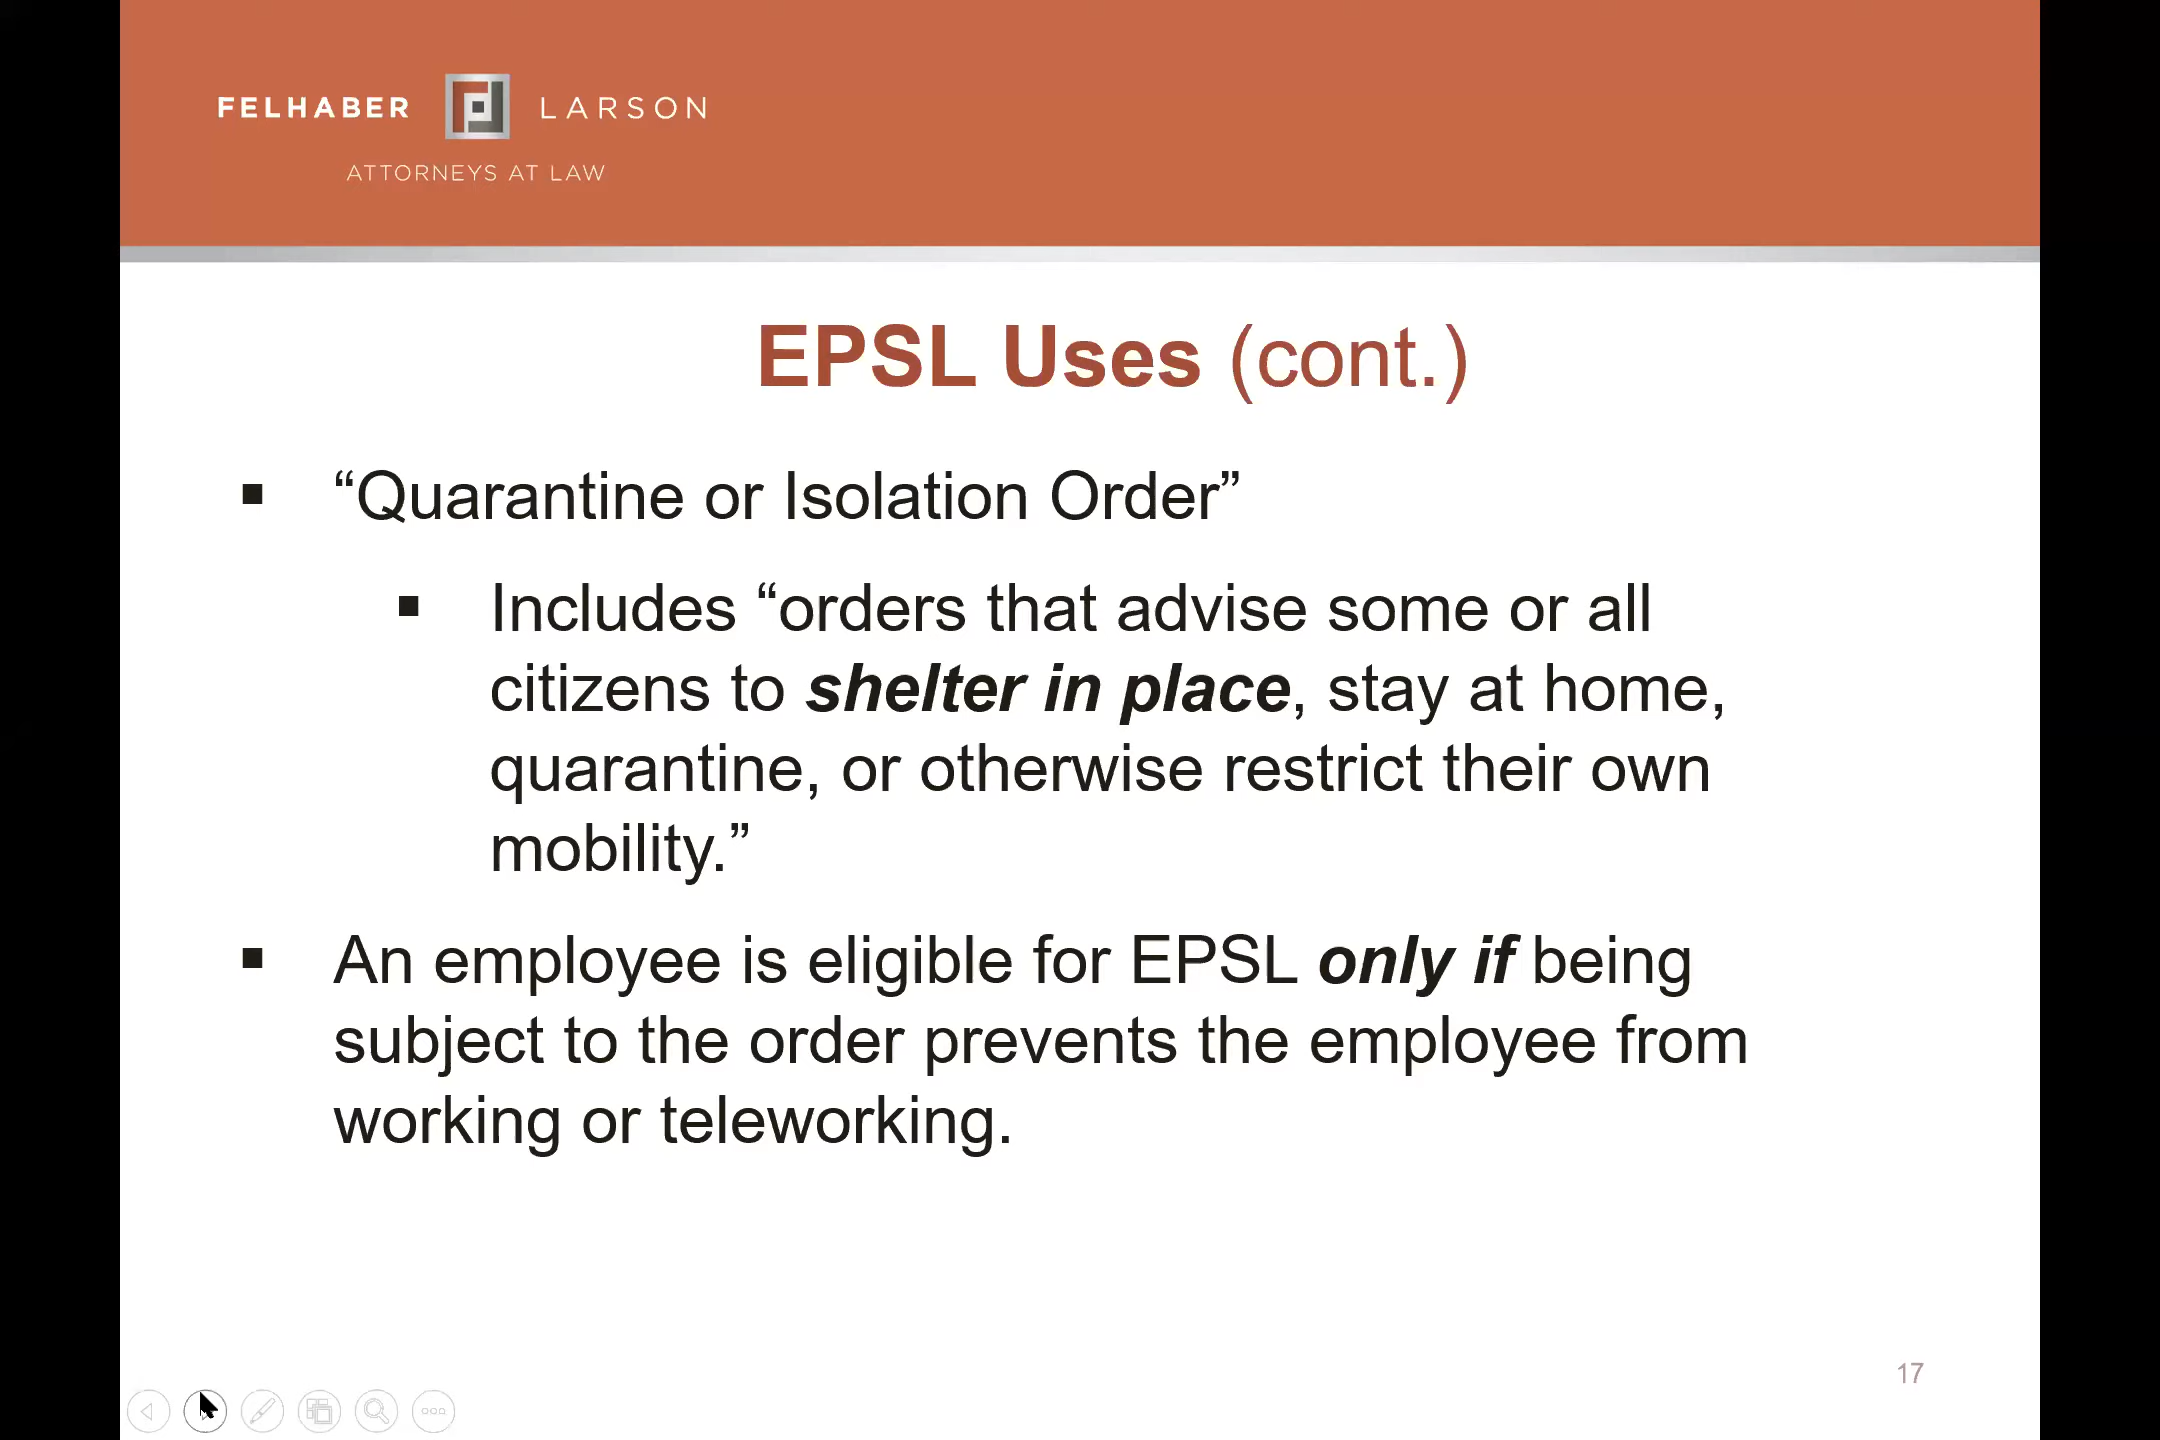 FELHABER LARSON
ATTORNEYS AT LAW
EPSL Uses (cont.)
▪ “Quarantine or Isolation Order”
▪ Includes “orders that advise some or all
citizens to shelter in place, stay at home,
quarantine, or otherwise restrict their own
mobility.”
▪ An employee is eligible for EPSL only if being
subject to the order prevents the employee from
working or teleworking.
17